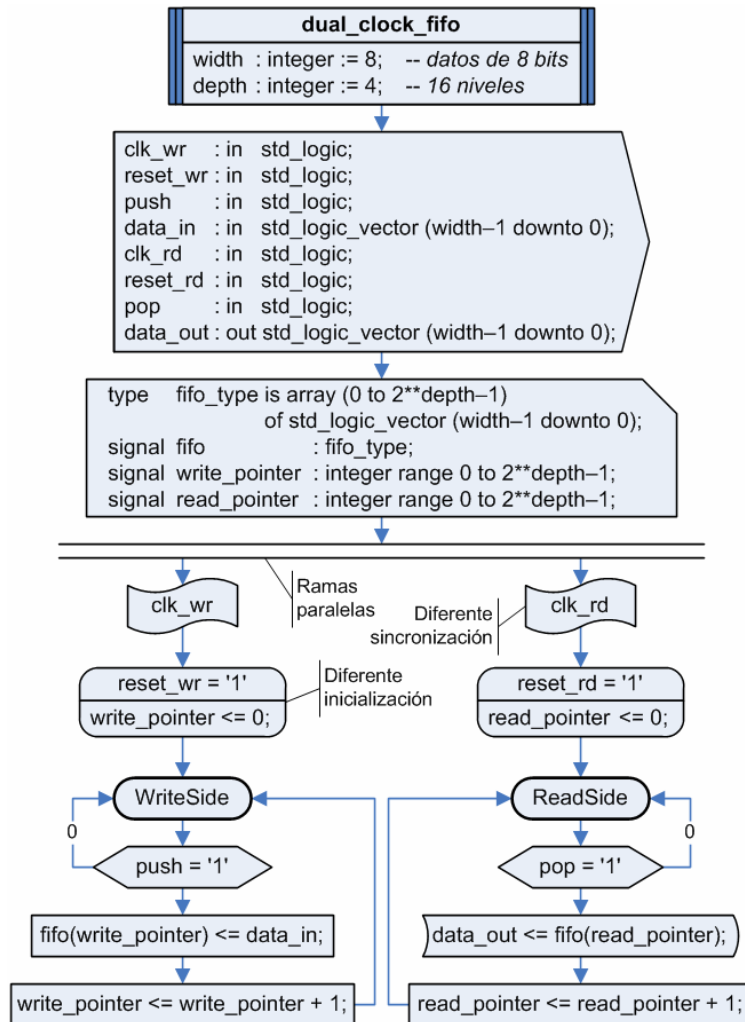 dual_clock_fifo
width : integer := 8; -- datos de 8 bits
depth : integer := 4; -- 16 niveles
clk_wr : in std_logic;
reset_wr : in std_logic;
push : in std_logic;
data_in : in std_logic_vector (width–1 downto 0);
clk_rd : in std_logic;
reset_rd : in std_logic;
pop : in std_logic;
data_out : out std_logic_vector (width–1 downto 0);
type fifo_type is array (0 to 2**depth–1)
of std_logic_vector (width–1 downto 0);
signal fifo : fifo_type;
signal write_pointer : integer range 0 to 2**depth–1;
signal read_pointer : integer range 0 to 2**depth–1;
clk_wr
Ramas
paralelas
Diferente
sincronización
clk_rd
reset_wr = '1'
write_pointer <= 0;
Diferente
inicialización
reset_rd = '1'
read_pointer <= 0;
WriteSide
0
push = '1'
fifo(write_pointer) <= data_in;
write_pointer <= write_pointer + 1;
ReadSide
0
pop = '1'
data_out <= fifo(read_pointer);
read_pointer <= read_pointer + 1;